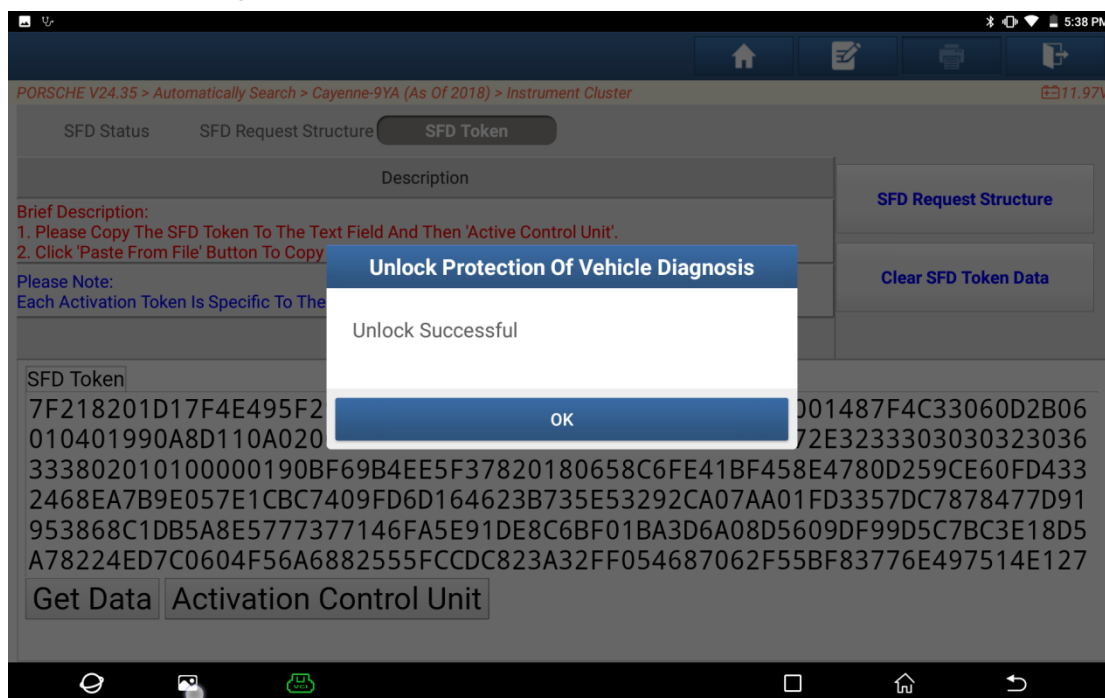 5:38 PM
PORSCHE V24.35 > Automatically Search > Cayenne-9YA (As Of 2018) > Instrument Cluster
11.97V
SFD Status
SFD Request Structure
SFD Token
Description
Brief Description:
1. Please Copy The SFD Token To The Text Field And Then 'Active Control Unit'.
2. Click 'Paste From File' Button To Copy
Please Note:
Each Activation Token Is Specific To The
SFD Request Structure
Clear SFD Token Data
Unlock Protection Of Vehicle Diagnosis
Unlock Successful
OK
SFD Token
7F218201D17F4E495F2 001487F4C33060D2B06
010401990A8D110A020 72E3233303030323036
333802010100000190BF69B4EE5F37820180658C6FE41BF458E4780D259CE60FD433
2468EA7B9E057E1CBC7409FD6D164623B735E53292CA07AA01FD3357DC7878477D91
953868C1DB5A8E5777377146FA5E91DE8C6BF01BA3D6A08D5609DF99D5C7BC3E18D5
A78224ED7C0604F56A6882555FCCDC823A32FF054687062F55BF83776E497514E127
Get Data
Activation Control Unit
VCI